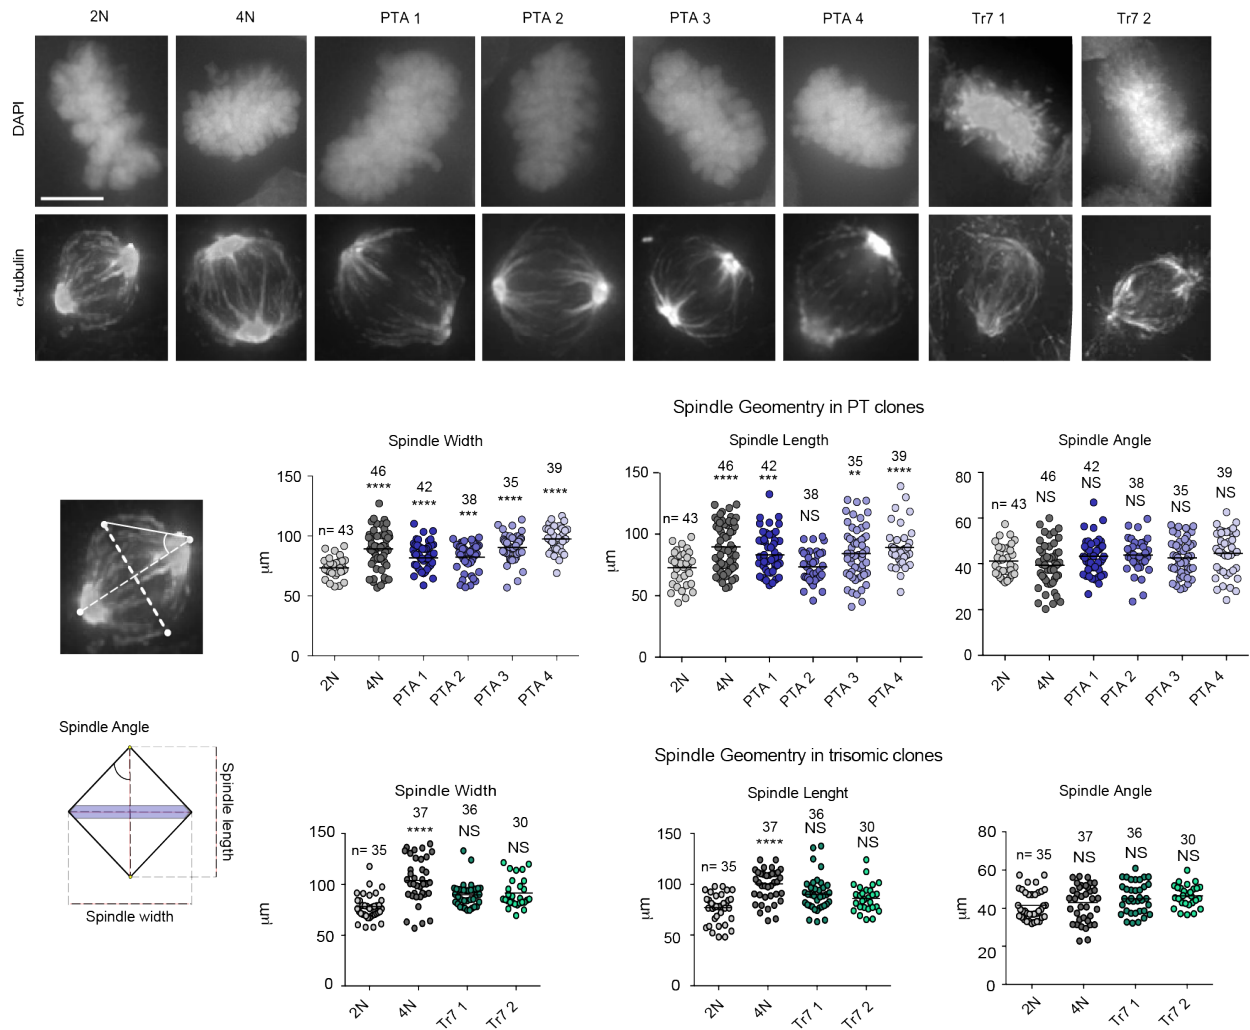 2N 4N PTA 1 PTA 2 PTA 3 PTA 4 Tr7 1 Tr7 2
DAPI
α-tubulin
Spindle Geomentry in PT clones
Spindle Width
μm
150
100
50
0
n= 43
46
****
42
****
38
***
35
****
39
****
2N 4N PTA 1 PTA 2 PTA 3 PTA 4
Spindle Length
μm
150
100
50
0
n= 43
46
****
42
***
38
NS
35
**
39
****
2N 4N PTA 1 PTA 2 PTA 3 PTA 4
Spindle Angle
80
60
40
20
0
n= 43
46
NS
42
NS
38
NS
35
NS
39
NS
2N 4N PTA 1 PTA 2 PTA 3 PTA 4
Spindle Angle
Spindle length
Spindle width
Spindle Geomentry in trisomic clones
Spindle Width
μm
150
100
50
0
n= 35
37
****
36
NS
30
NS
2N 4N Tr7 1 Tr7 2
Spindle Lenght
μm
150
100
50
0
n= 35
37
****
36
NS
30
NS
2N 4N Tr7 1 Tr7 2
Spindle Angle
μm
80
60
40
20
0
n= 35
37
NS
36
NS
30
NS
2N 4N Tr7 1 Tr7 2